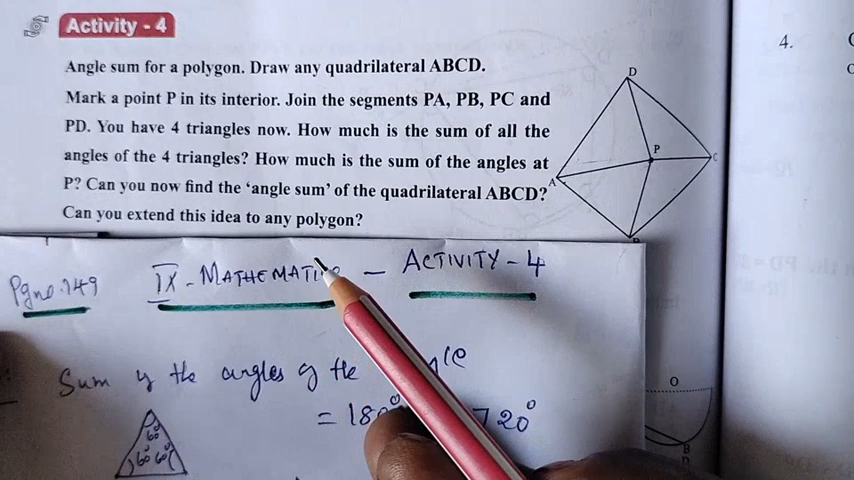 Activity - 4
4.
Angle sum for a polygon. Draw any quadrilateral ABCD.
Mark a point P in its interior. Join the segments PA, PB, PC and
PD. You have 4 triangles now. How much is the sum of all the
angles of the 4 triangles? How much is the sum of the angles at
P? Can you now find the 'angle sum' of the quadrilateral ABCD?
Can you extend this idea to any polygon?
D
P
C
A
Pg no. 149
IX - MATHEMATICS - ACTIVITY - 4
Sum of the angles of the
= 180° 720°
60°
60° 60°
O
B
D